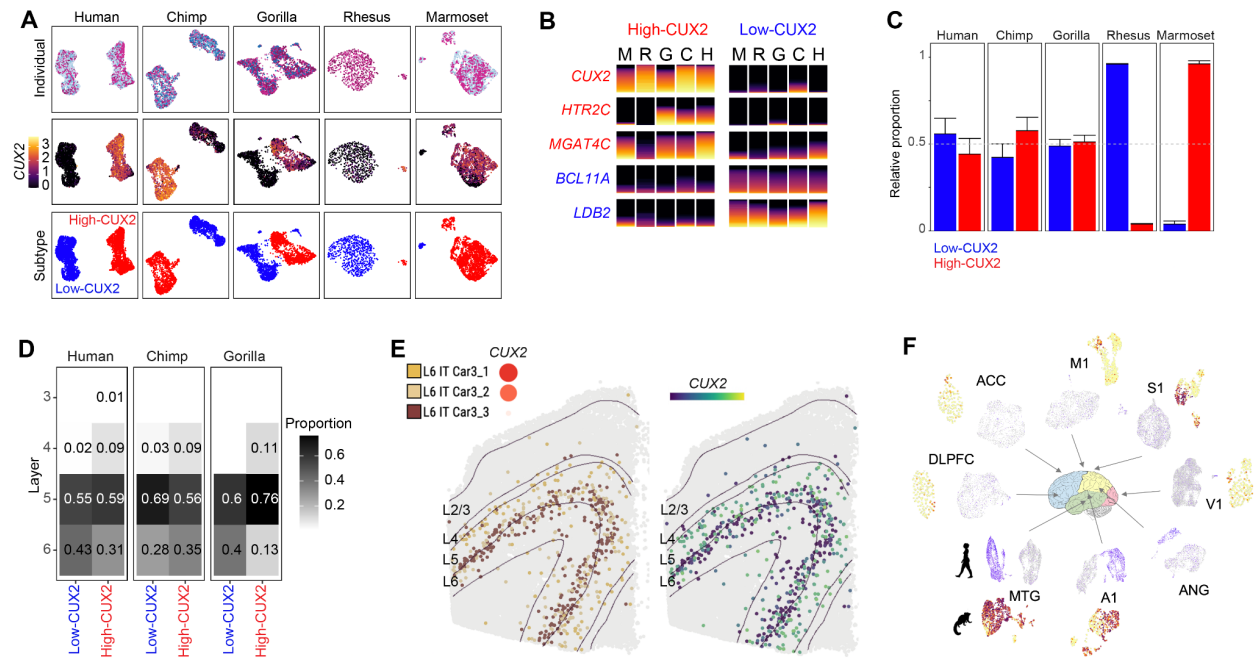 A
Human Chimp Gorilla Rhesus Marmoset
Individual
CUX2
3
2
1
0
Subtype
High-CUX2
Low-CUX2
B
High-CUX2 Low-CUX2
M R G C H M R G C H
CUX2
HTR2C
MGAT4C
BCL11A
LDB2
C
Human Chimp Gorilla Rhesus Marmoset
Relative proportion
1
0.5
0
Low-CUX2
High-CUX2
D
Human Chimp Gorilla
Layer
3 0.01
4 0.02 0.09 0.03 0.09 0.11
5 0.55 0.59 0.69 0.56 0.6 0.76
6 0.43 0.31 0.28 0.35 0.4 0.13
Low-CUX2 High-CUX2 Low-CUX2 High-CUX2 Low-CUX2 High-CUX2
Proportion
0.6
0.4
0.2
E
CUX2
L6 IT Car3_1
L6 IT Car3_2
L6 IT Car3_3
L2/3
L4
L5
L6
CUX2
L2/3
L4
L5
L6
F
M1
ACC
S1
DLPFC
V1
MTG
A1
ANG